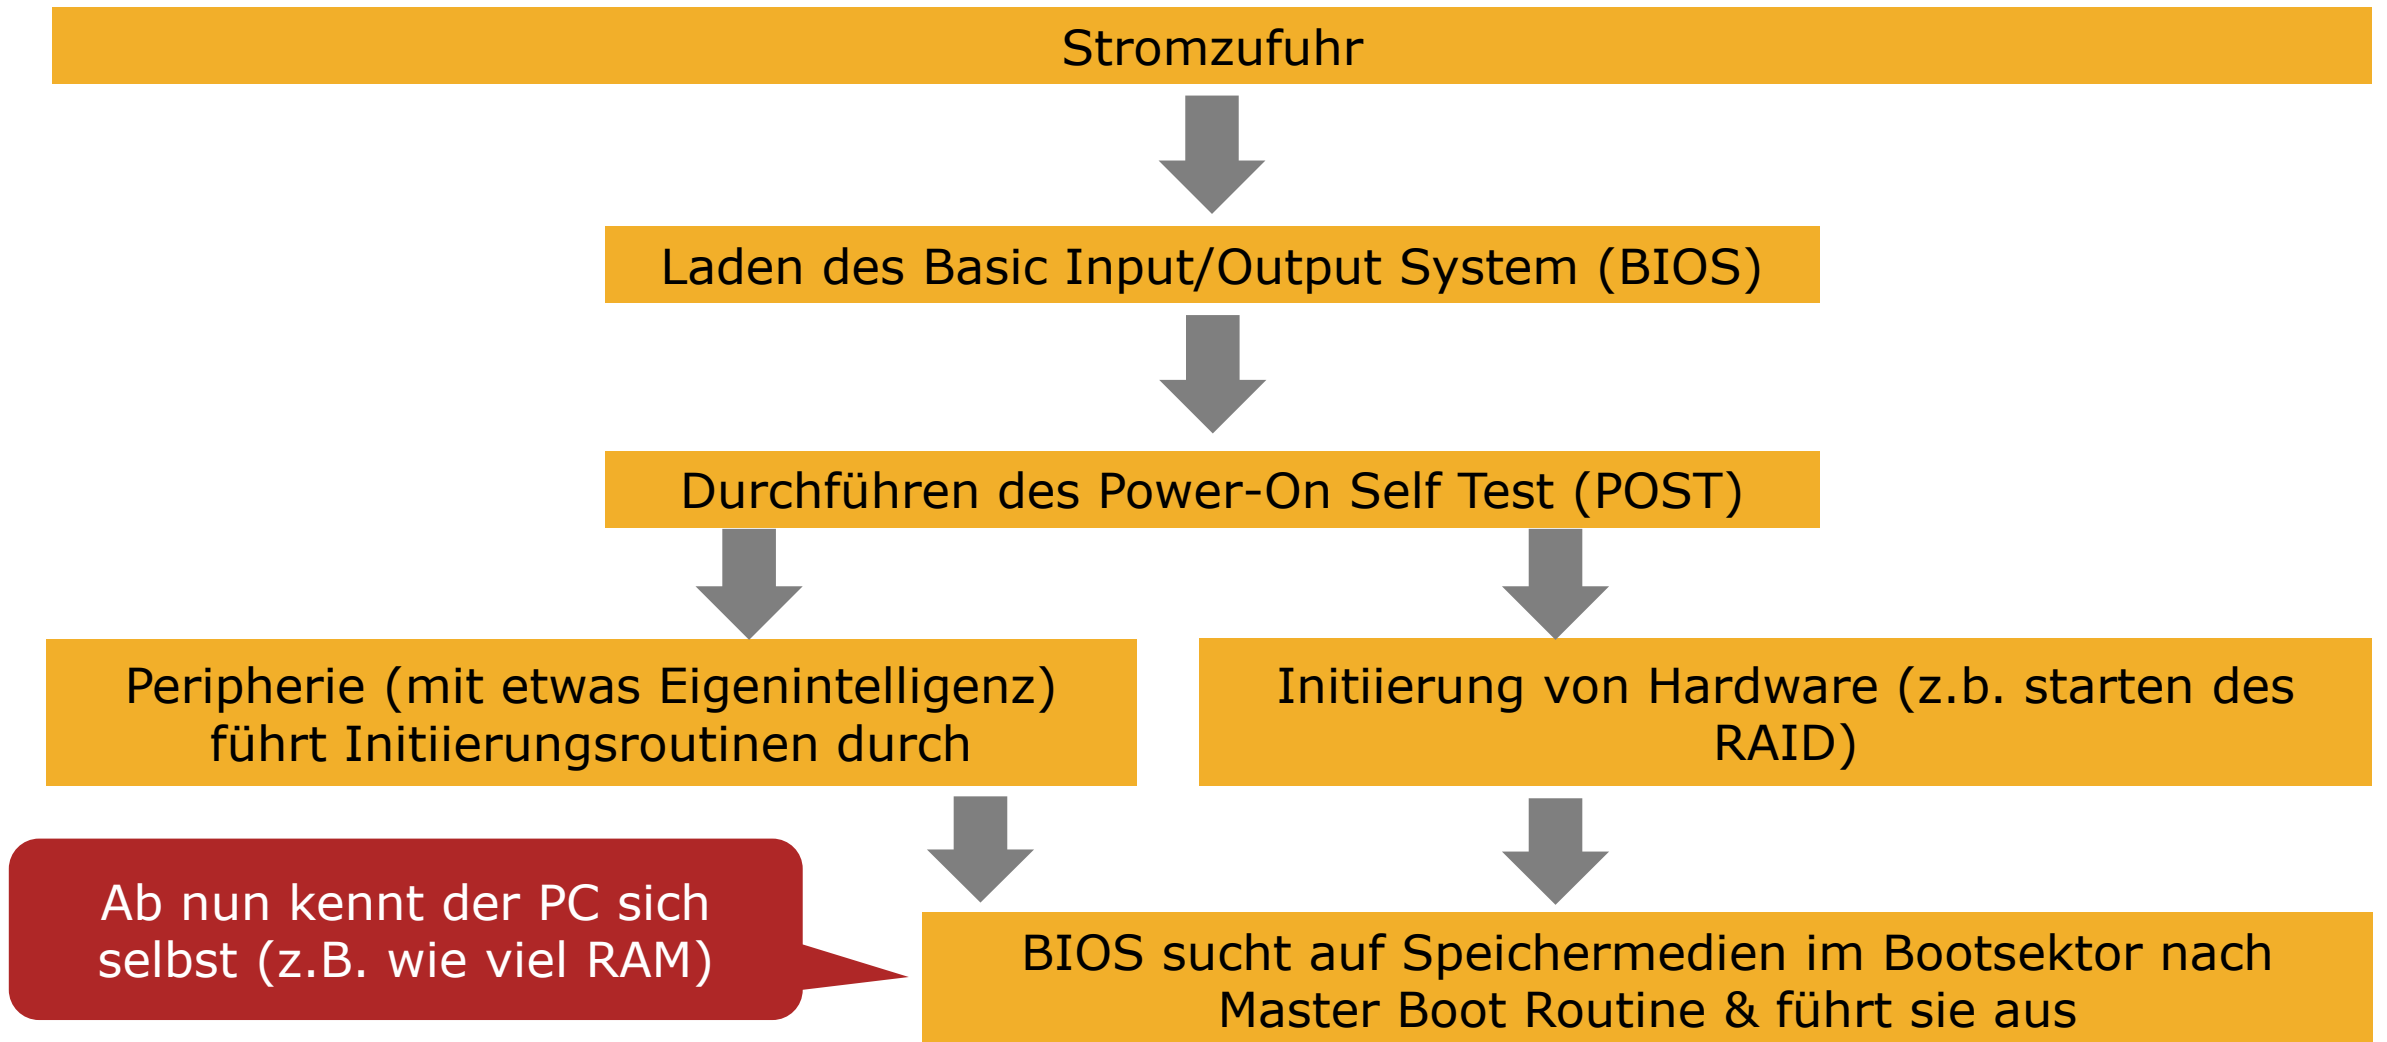 Stromzufuhr
Laden des Basic Input/Output System (BIOS)
Durchführen des Power-On Self Test (POST)
Peripherie (mit etwas Eigenintelligenz)
führt Initiierungsroutinen durch
Initiierung von Hardware (z.b. starten des
RAID)
Ab nun kennt der PC sich
selbst (z.B. wie viel RAM)
BIOS sucht auf Speichermedien im Bootsektor nach
Master Boot Routine & führt sie aus